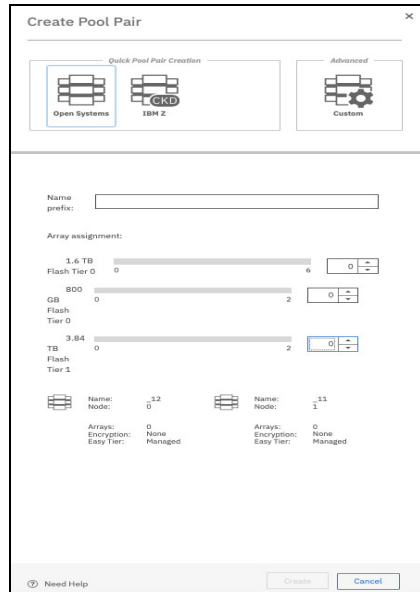 Create Pool Pair
×
Quick Pool Pair Creation
Advanced
Open Systems
CKD
IBM Z
Custom
Name
prefix:
Array assignment:
1.6 TB
Flash Tier 0
0
6
0
800
GB
Flash
Tier 0
0
2
0
3.84
TB
Flash
Tier 1
0
2
0
Name: _12
Node: 0
Arrays: 0
Encryption: None
Easy Tier: Managed
Name: _11
Node: 1
Arrays: 0
Encryption: None
Easy Tier: Managed
? Need Help
Create
Cancel